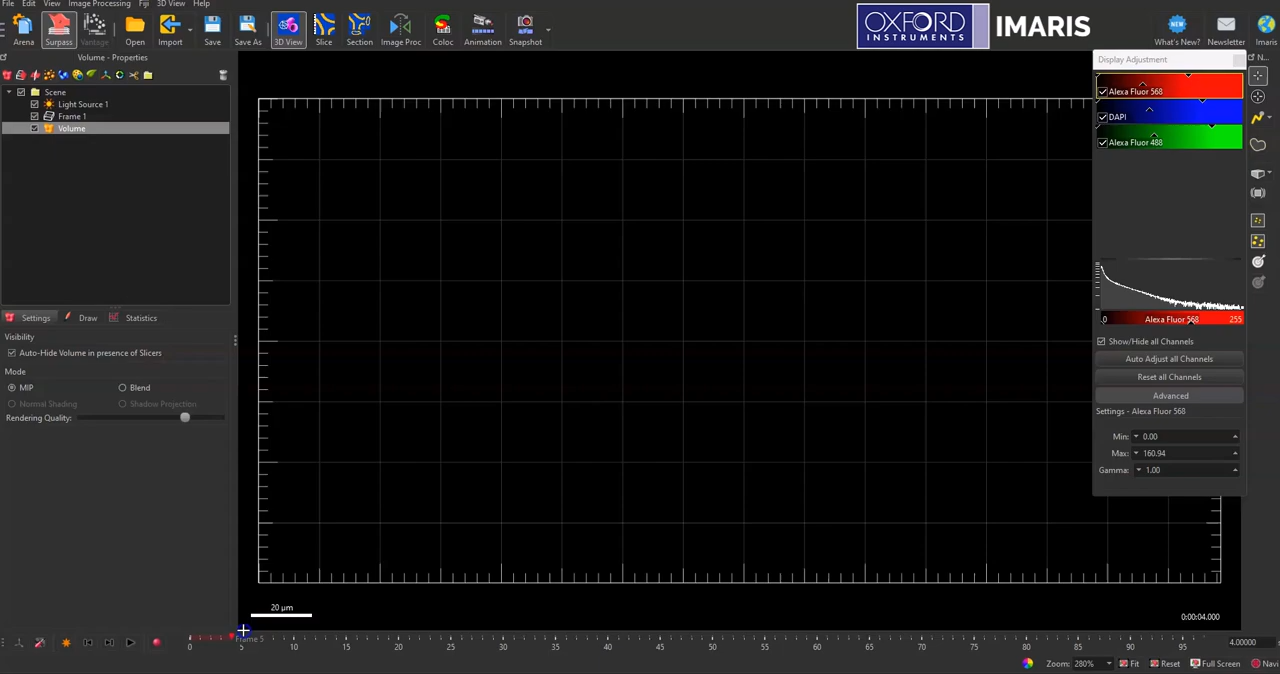 File Edit View Image Processing Fiji 3D View Help
Arena Surpass Vantage Open Import Save Save As 3D View Slice Section Image Proc Coloc Animation Snapshot
OXFORD
INSTRUMENTS
IMARIS
What's New? Newsletter Imaris
Volume - Properties
Scene
Light Source 1
Frame 1
Volume
Settings Draw Statistics
Visibility
Auto-Hide Volume in presence of Slicers
Mode
MIP Blend
Normal Shading Shadow Projection
Rendering Quality:
Display Adjustment
N...
Alexa Fluor 568
DAPI
Alexa Fluor 488
0 Alexa Fluor 568 255
Show/Hide all Channels
Auto Adjust all Channels
Reset all Channels
Advanced
Settings - Alexa Fluor 568
Min: 0.00
Max: 160.94
Gamma: 1.00
20 µm
0:00:04.000
Frame 5
0 5 10 15 20 25 30 35 40 45 50 55 60 65 70 75 80 85 90 95
4.00000
Zoom: 280% Fit Reset Full Screen Navi